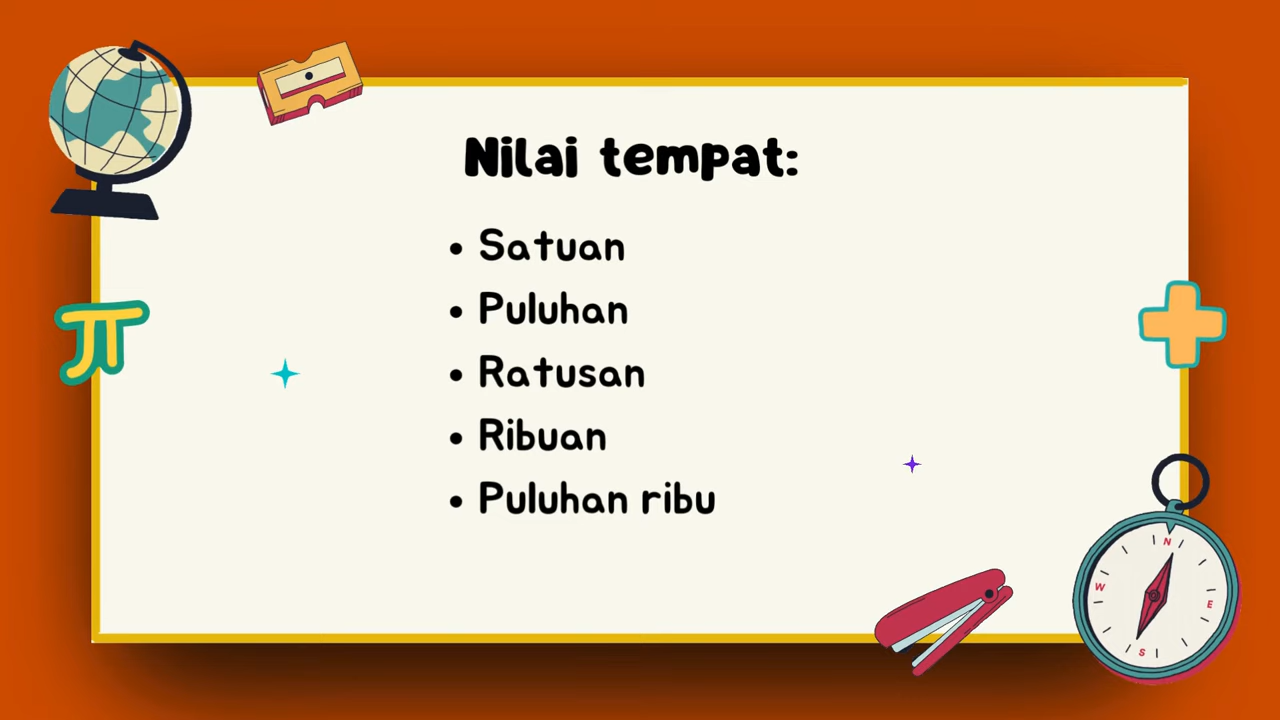 Nilai tempat:
• Satuan
• Puluhan
• Ratusan
• Ribuan
• Puluhan ribu
π
N
W
E
S